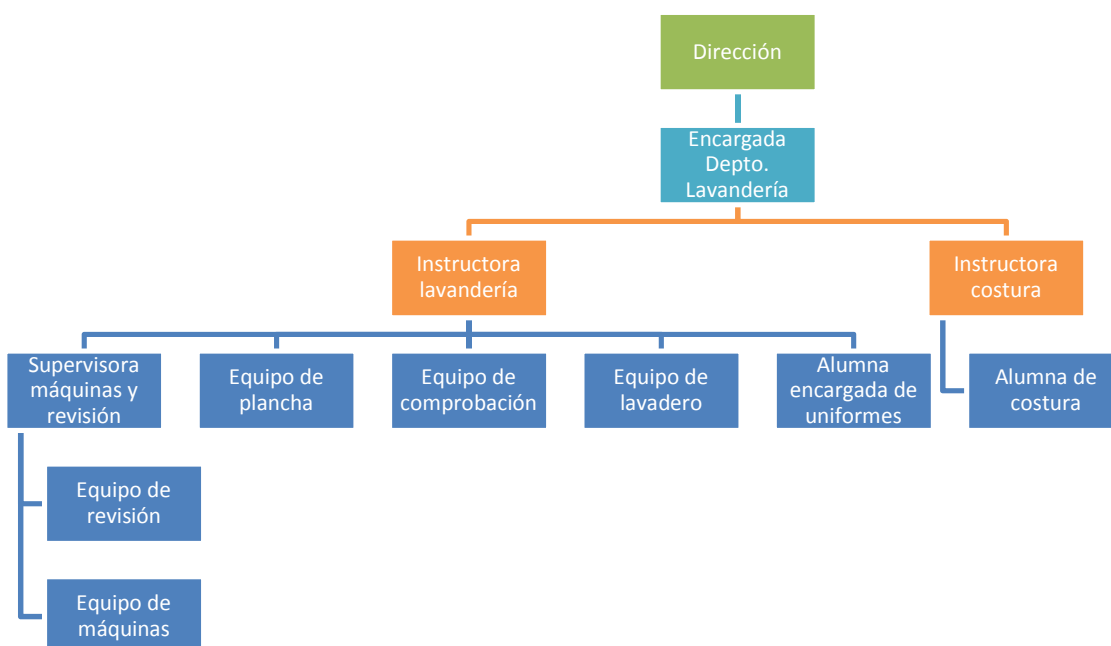 Dirección
Encargada
Depto.
Lavandería
Instructora
lavandería
Instructora
costura
Supervisora
máquinas y
revisión
Equipo de
plancha
Equipo de
comprobación
Equipo de
lavadero
Alumna
encargada de
uniformes
Alumna de
costura
Equipo de
revisión
Equipo de
máquinas